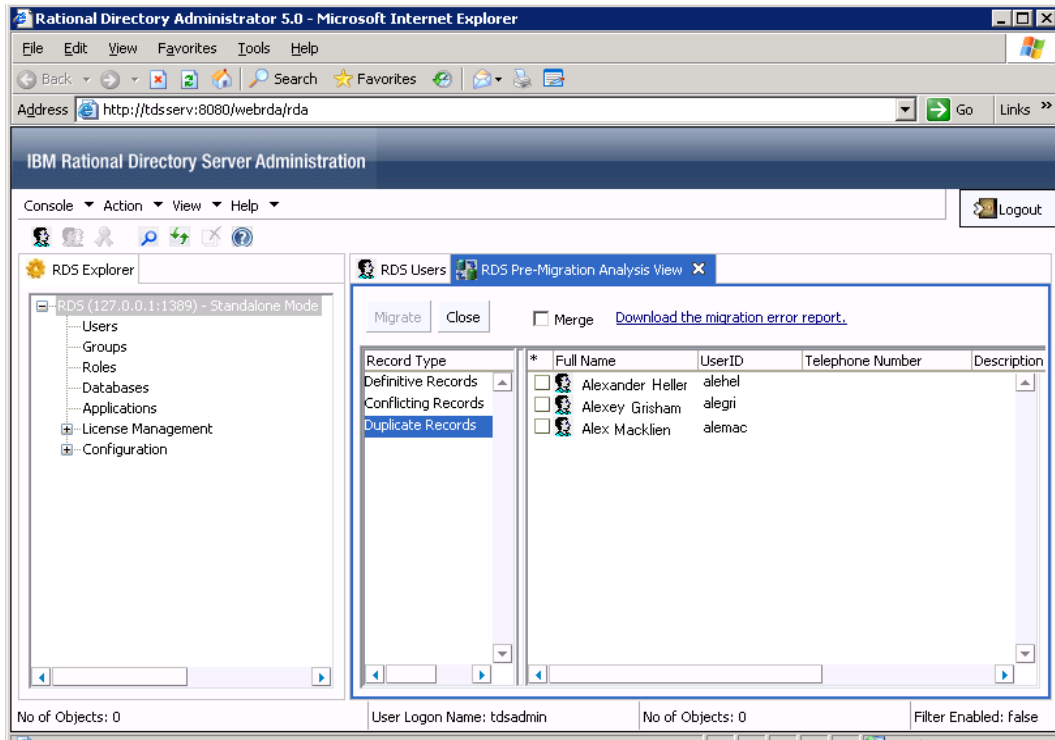 Rational Directory Administrator 5.0 - Microsoft Internet Explorer
File Edit View Favorites Tools Help
Back Search Favorites
Address http://tdsserv:8080/webrda/rda Go Links »
IBM Rational Directory Server Administration
Console Action View Help Logout
RDS Explorer
RDS Users RDS Pre-Migration Analysis View
RDS (127.0.0.1:1389) - Standalone Mode
Users
Groups
Roles
Databases
Applications
License Management
Configuration
Migrate Close Merge Download the migration error report.
Record Type
Definitive Records
Conflicting Records
Duplicate Records
* Full Name UserID Telephone Number Description
Alexander Heller alehel
Alexey Grisham alegri
Alex Macklien alemac
No of Objects: 0 User Logon Name: tdsadmin No of Objects: 0 Filter Enabled: false